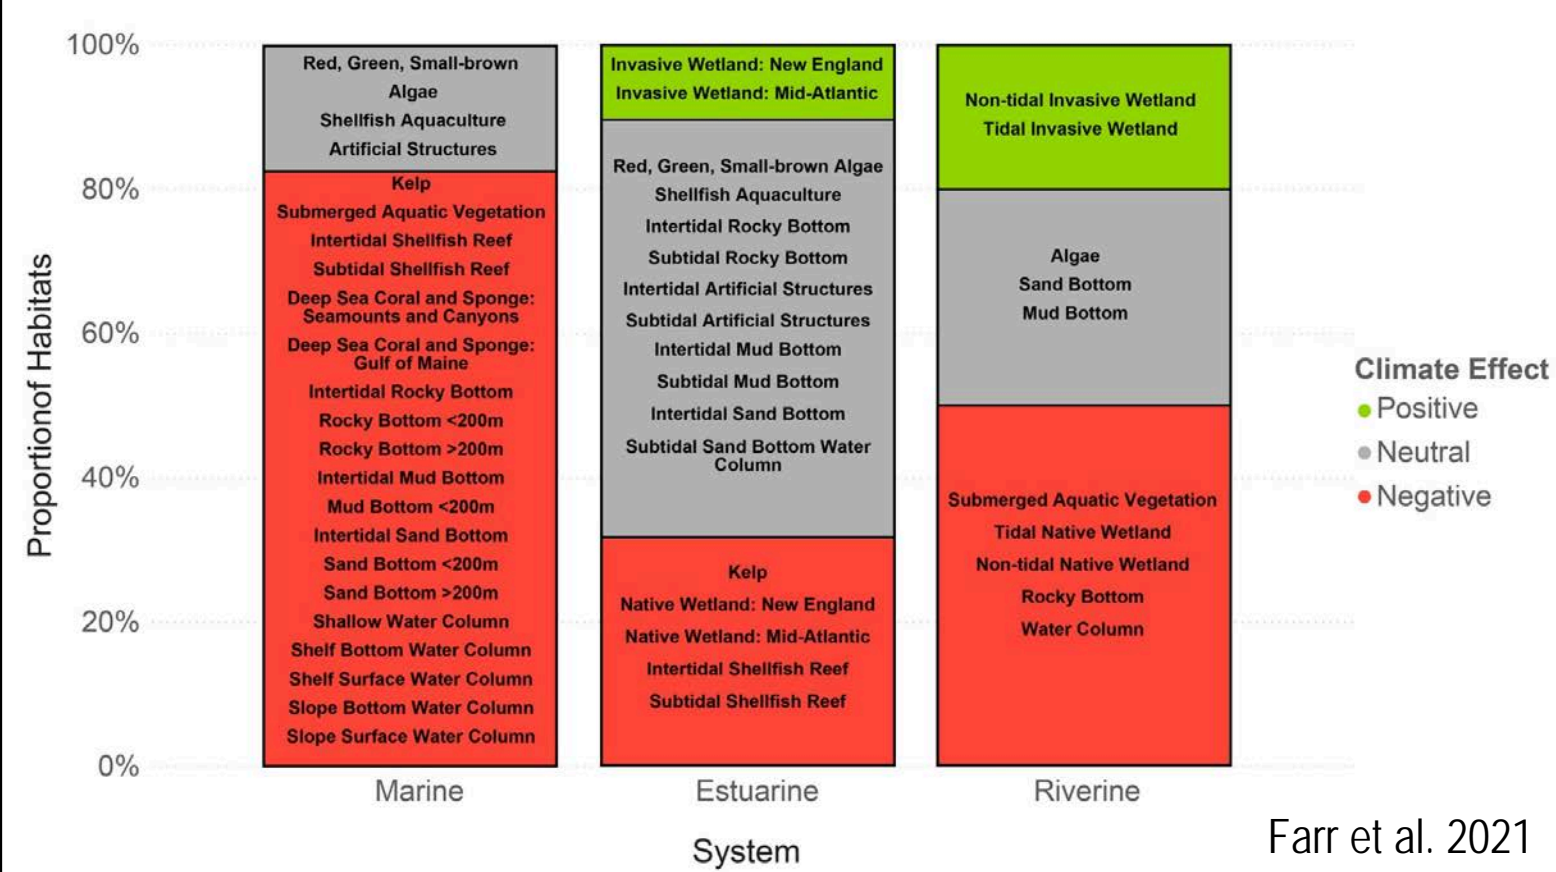 Proportionof Habitats
100%
80%
60%
40%
20%
0%
Red, Green, Small-brown
Algae
Shellfish Aquaculture
Artificial Structures
Kelp
Submerged Aquatic Vegetation
Intertidal Shellfish Reef
Subtidal Shellfish Reef
Deep Sea Coral and Sponge:
Seamounts and Canyons
Deep Sea Coral and Sponge:
Gulf of Maine
Intertidal Rocky Bottom
Rocky Bottom <200m
Rocky Bottom >200m
Intertidal Mud Bottom
Mud Bottom <200m
Intertidal Sand Bottom
Sand Bottom <200m
Sand Bottom >200m
Shallow Water Column
Shelf Bottom Water Column
Shelf Surface Water Column
Slope Bottom Water Column
Slope Surface Water Column
Marine
Invasive Wetland: New England
Invasive Wetland: Mid-Atlantic
Red, Green, Small-brown Algae
Shellfish Aquaculture
Intertidal Rocky Bottom
Subtidal Rocky Bottom
Intertidal Artificial Structures
Subtidal Artificial Structures
Intertidal Mud Bottom
Subtidal Mud Bottom
Intertidal Sand Bottom
Subtidal Sand Bottom Water
Column
Kelp
Native Wetland: New England
Native Wetland: Mid-Atlantic
Intertidal Shellfish Reef
Subtidal Shellfish Reef
Estuarine
Non-tidal Invasive Wetland
Tidal Invasive Wetland
Algae
Sand Bottom
Mud Bottom
Submerged Aquatic Vegetation
Tidal Native Wetland
Non-tidal Native Wetland
Rocky Bottom
Water Column
Riverine
System
Climate Effect
Positive
Neutral
Negative
Farr et al. 2021